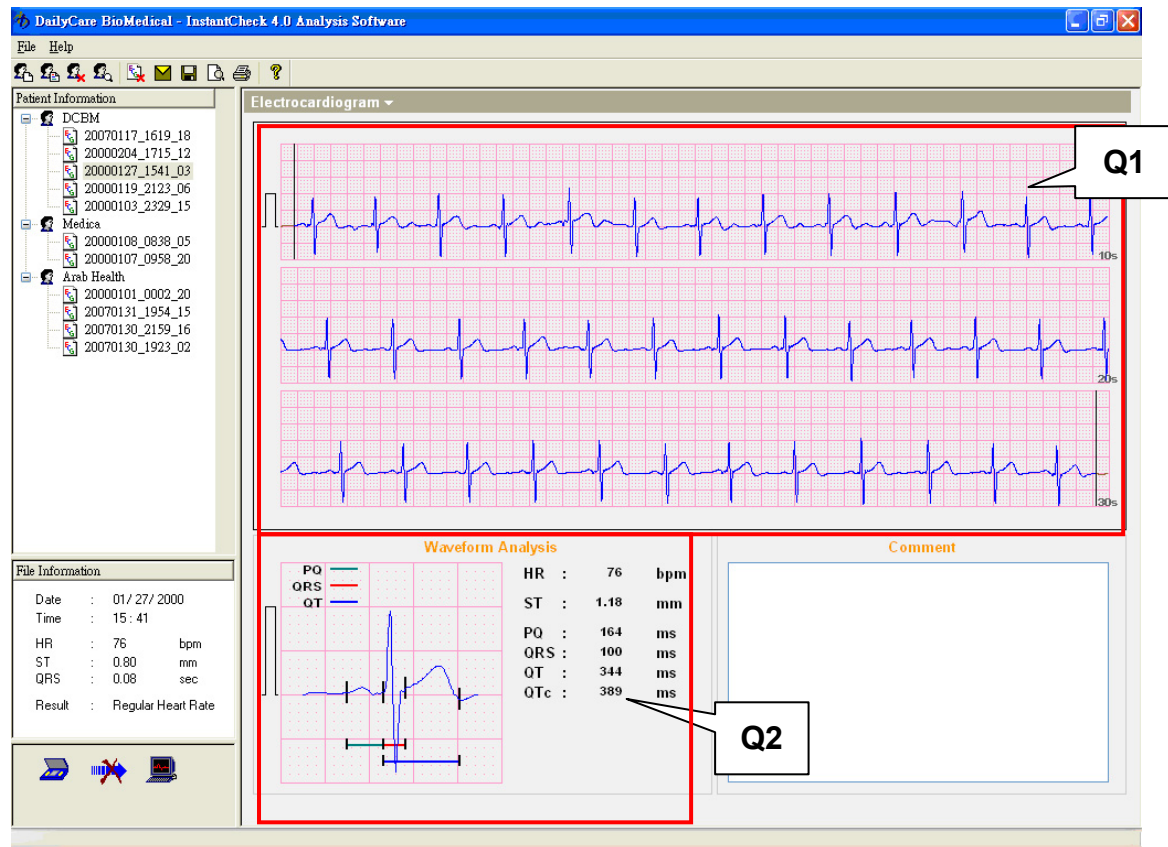 DailyCare BioMedical - InstantCheck 4.0 Analysis Software
File Help
Patient Information
DCBM
20070117_1619_18
20000204_1715_12
20000127_1541_03
20000119_2123_06
20000103_2329_15
Medica
20000108_0838_05
20000107_0958_20
Arab Health
20000101_0002_20
20070131_1954_15
20070130_2159_16
20070130_1923_02
File Information
Date : 01/27/2000
Time : 15:41
HR : 76 bpm
ST : 0.80 mm
QRS : 0.08 sec
Result : Regular Heart Rate
Electrocardiogram
Q1
10s
20s
30s
Waveform Analysis
PQ
QRS
QT
HR : 76 bpm
ST : 1.18 mm
PQ : 164 ms
QRS : 100 ms
QT : 344 ms
QTc : 389 ms
Q2
Comment